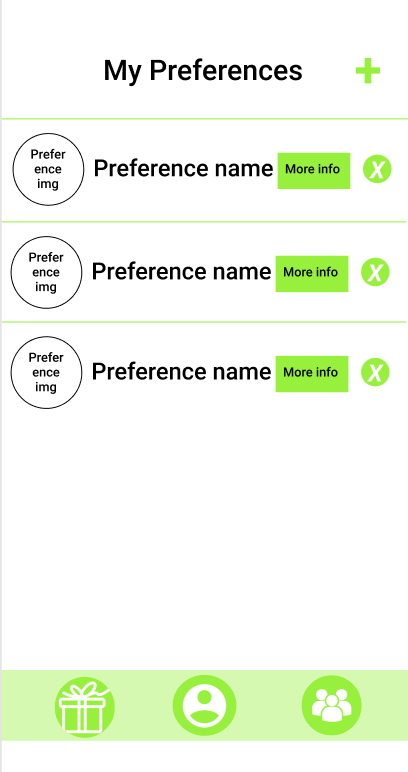 My Preferences
Prefer
ence
img
Preference name
More info
X
Prefer
ence
img
Preference name
More info
X
Prefer
ence
img
Preference name
More info
X